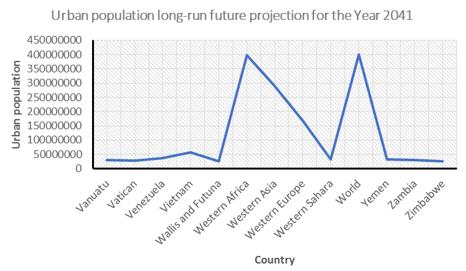 Urban population long-run future projection for the Year 2041
Urban population
450000000
400000000
350000000
300000000
250000000
200000000
150000000
100000000
50000000
0
Vanuatu
Vatican
Venezuela
Vietnam
Wallis and Futuna
Western Africa
Western Asia
Western Europe
Western Sahara
World
Yemen
Zambia
Zimbabwe
Country